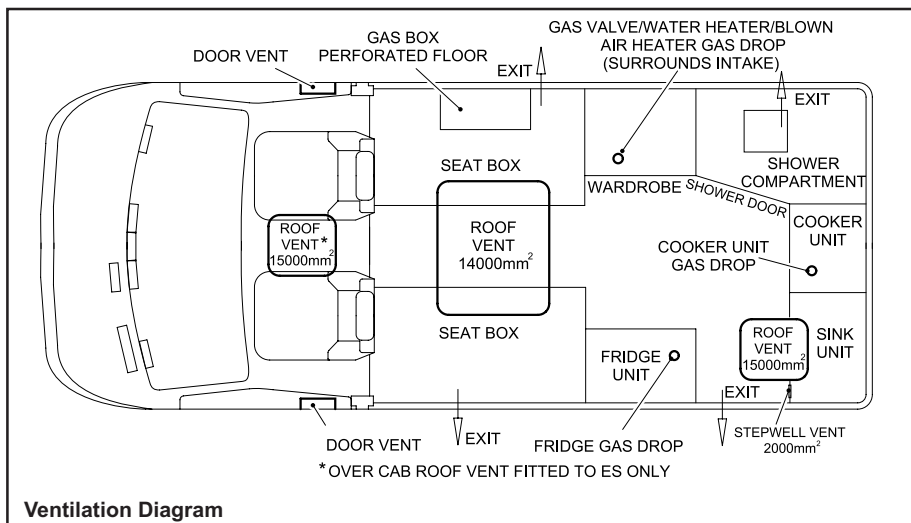 GAS VALVE/WATER HEATER/BLOWN
AIR HEATER GAS DROP
(SURROUNDS INTAKE)
GAS BOX
PERFORATED FLOOR
DOOR VENT
EXIT
EXIT
SEAT BOX
WARDROBE
SHOWER DOOR
SHOWER
COMPARTMENT
ROOF
VENT*
15000mm²
ROOF
VENT
14000mm²
COOKER
UNIT
COOKER UNIT
GAS DROP
SEAT BOX
FRIDGE
UNIT
ROOF
VENT
15000mm²
SINK
UNIT
EXIT
EXIT
DOOR VENT
FRIDGE GAS DROP
STEPWELL VENT
2000mm²
*OVER CAB ROOF VENT FITTED TO ES ONLY
Ventilation Diagram